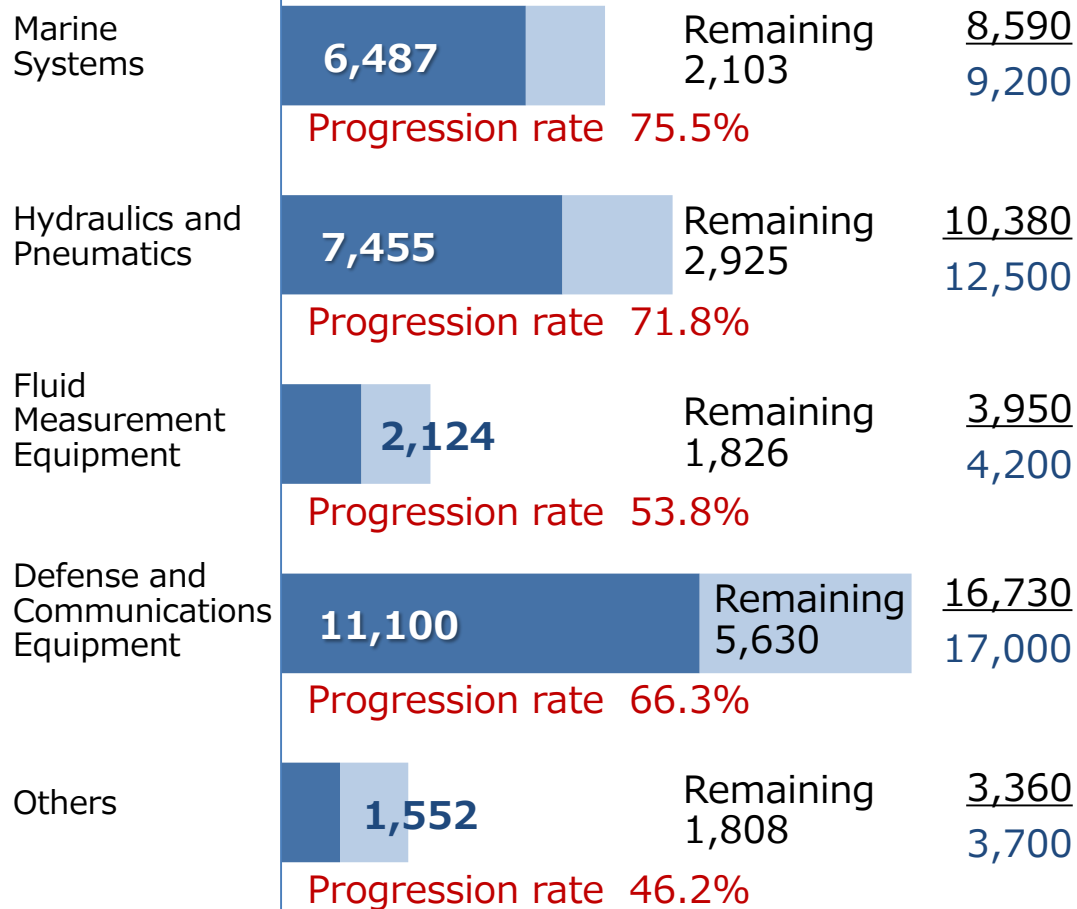 Marine
Systems
6,487
Remaining
2,103
8,590
9,200
Progression rate 75.5%
Hydraulics and
Pneumatics
7,455
Remaining
2,925
10,380
12,500
Progression rate 71.8%
Fluid
Measurement
Equipment
2,124
Remaining
1,826
3,950
4,200
Progression rate 53.8%
Defense and
Communications
Equipment
11,100
Remaining
5,630
16,730
17,000
Progression rate 66.3%
Others
1,552
Remaining
1,808
3,360
3,700
Progression rate 46.2%